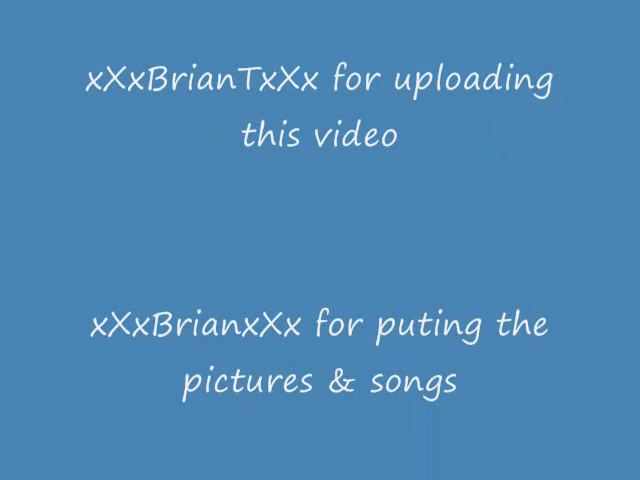 xXxBrianTxXx for uploading
this video
xXxBrianxXx for puting the
pictures & songs